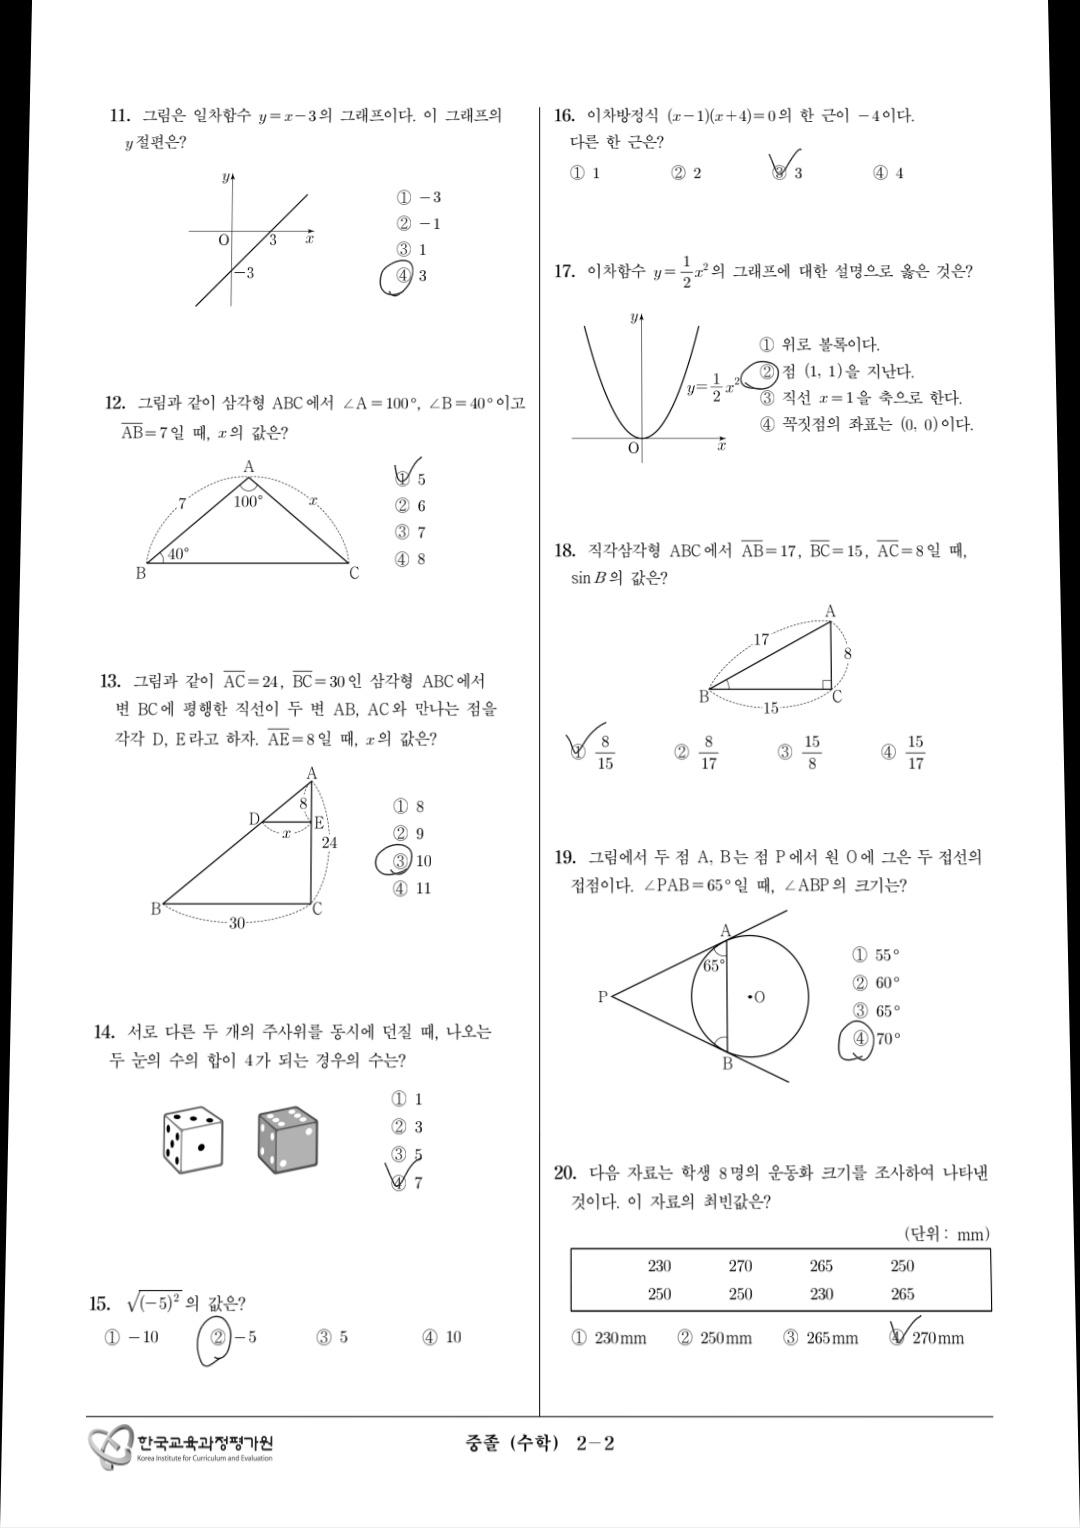 11. 그림은 일차함수 y=x-3의 그래프이다. 이 그래프의
y절편은?
y
O
3
x
-3
① -3
② -1
③ 1
④ 3
12. 그림과 같이 삼각형 ABC에서 ∠A=100°, ∠B=40°이고
AB=7일 때, x의 값은?
A
7
100°
x
40°
B
C
① 5
② 6
③ 7
④ 8
13. 그림과 같이 AC=24, BC=30인 삼각형 ABC에서
변 BC에 평행한 직선이 두 변 AB, AC와 만나는 점을
각각 D, E라고 하자. AE=8일 때, x의 값은?
A
8
D
E
x
24
B
C
30
① 8
② 9
③ 10
④ 11
14. 서로 다른 두 개의 주사위를 동시에 던질 때, 나오는
두 눈의 수의 합이 4가 되는 경우의 수는?
① 1
② 3
③ 5
④ 7
15. √(-5)² 의 값은?
① -10 ② -5 ③ 5 ④ 10
16. 이차방정식 (x-1)(x+4)=0의 한 근이 -4이다.
다른 한 근은?
① 1 ② 2 ③ 3 ④ 4
17. 이차함수 y=1/2x²의 그래프에 대한 설명으로 옳은 것은?
y
y=1/2x²
O
x
① 위로 볼록이다.
② 점 (1, 1)을 지난다.
③ 직선 x=1을 축으로 한다.
④ 꼭짓점의 좌표는 (0, 0)이다.
18. 직각삼각형 ABC에서 AB=17, BC=15, AC=8일 때,
sin B의 값은?
A
17
8
B
C
15
① 8/15 ② 8/17 ③ 15/8 ④ 15/17
19. 그림에서 두 점 A, B는 점 P에서 원 O에 그은 두 접선의
접점이다. ∠PAB=65°일 때, ∠ABP의 크기는?
A
65°
P
O
B
① 55°
② 60°
③ 65°
④ 70°
20. 다음 자료는 학생 8명의 운동화 크기를 조사하여 나타낸
것이다. 이 자료의 최빈값은?
(단위 : mm)
230 270 265 250
250 250 230 265
① 230mm ② 250mm ③ 265mm ④ 270mm
한국교육과정평가원
Korea Institute for Curriculum and Evaluation
중졸 (수학) 2-2